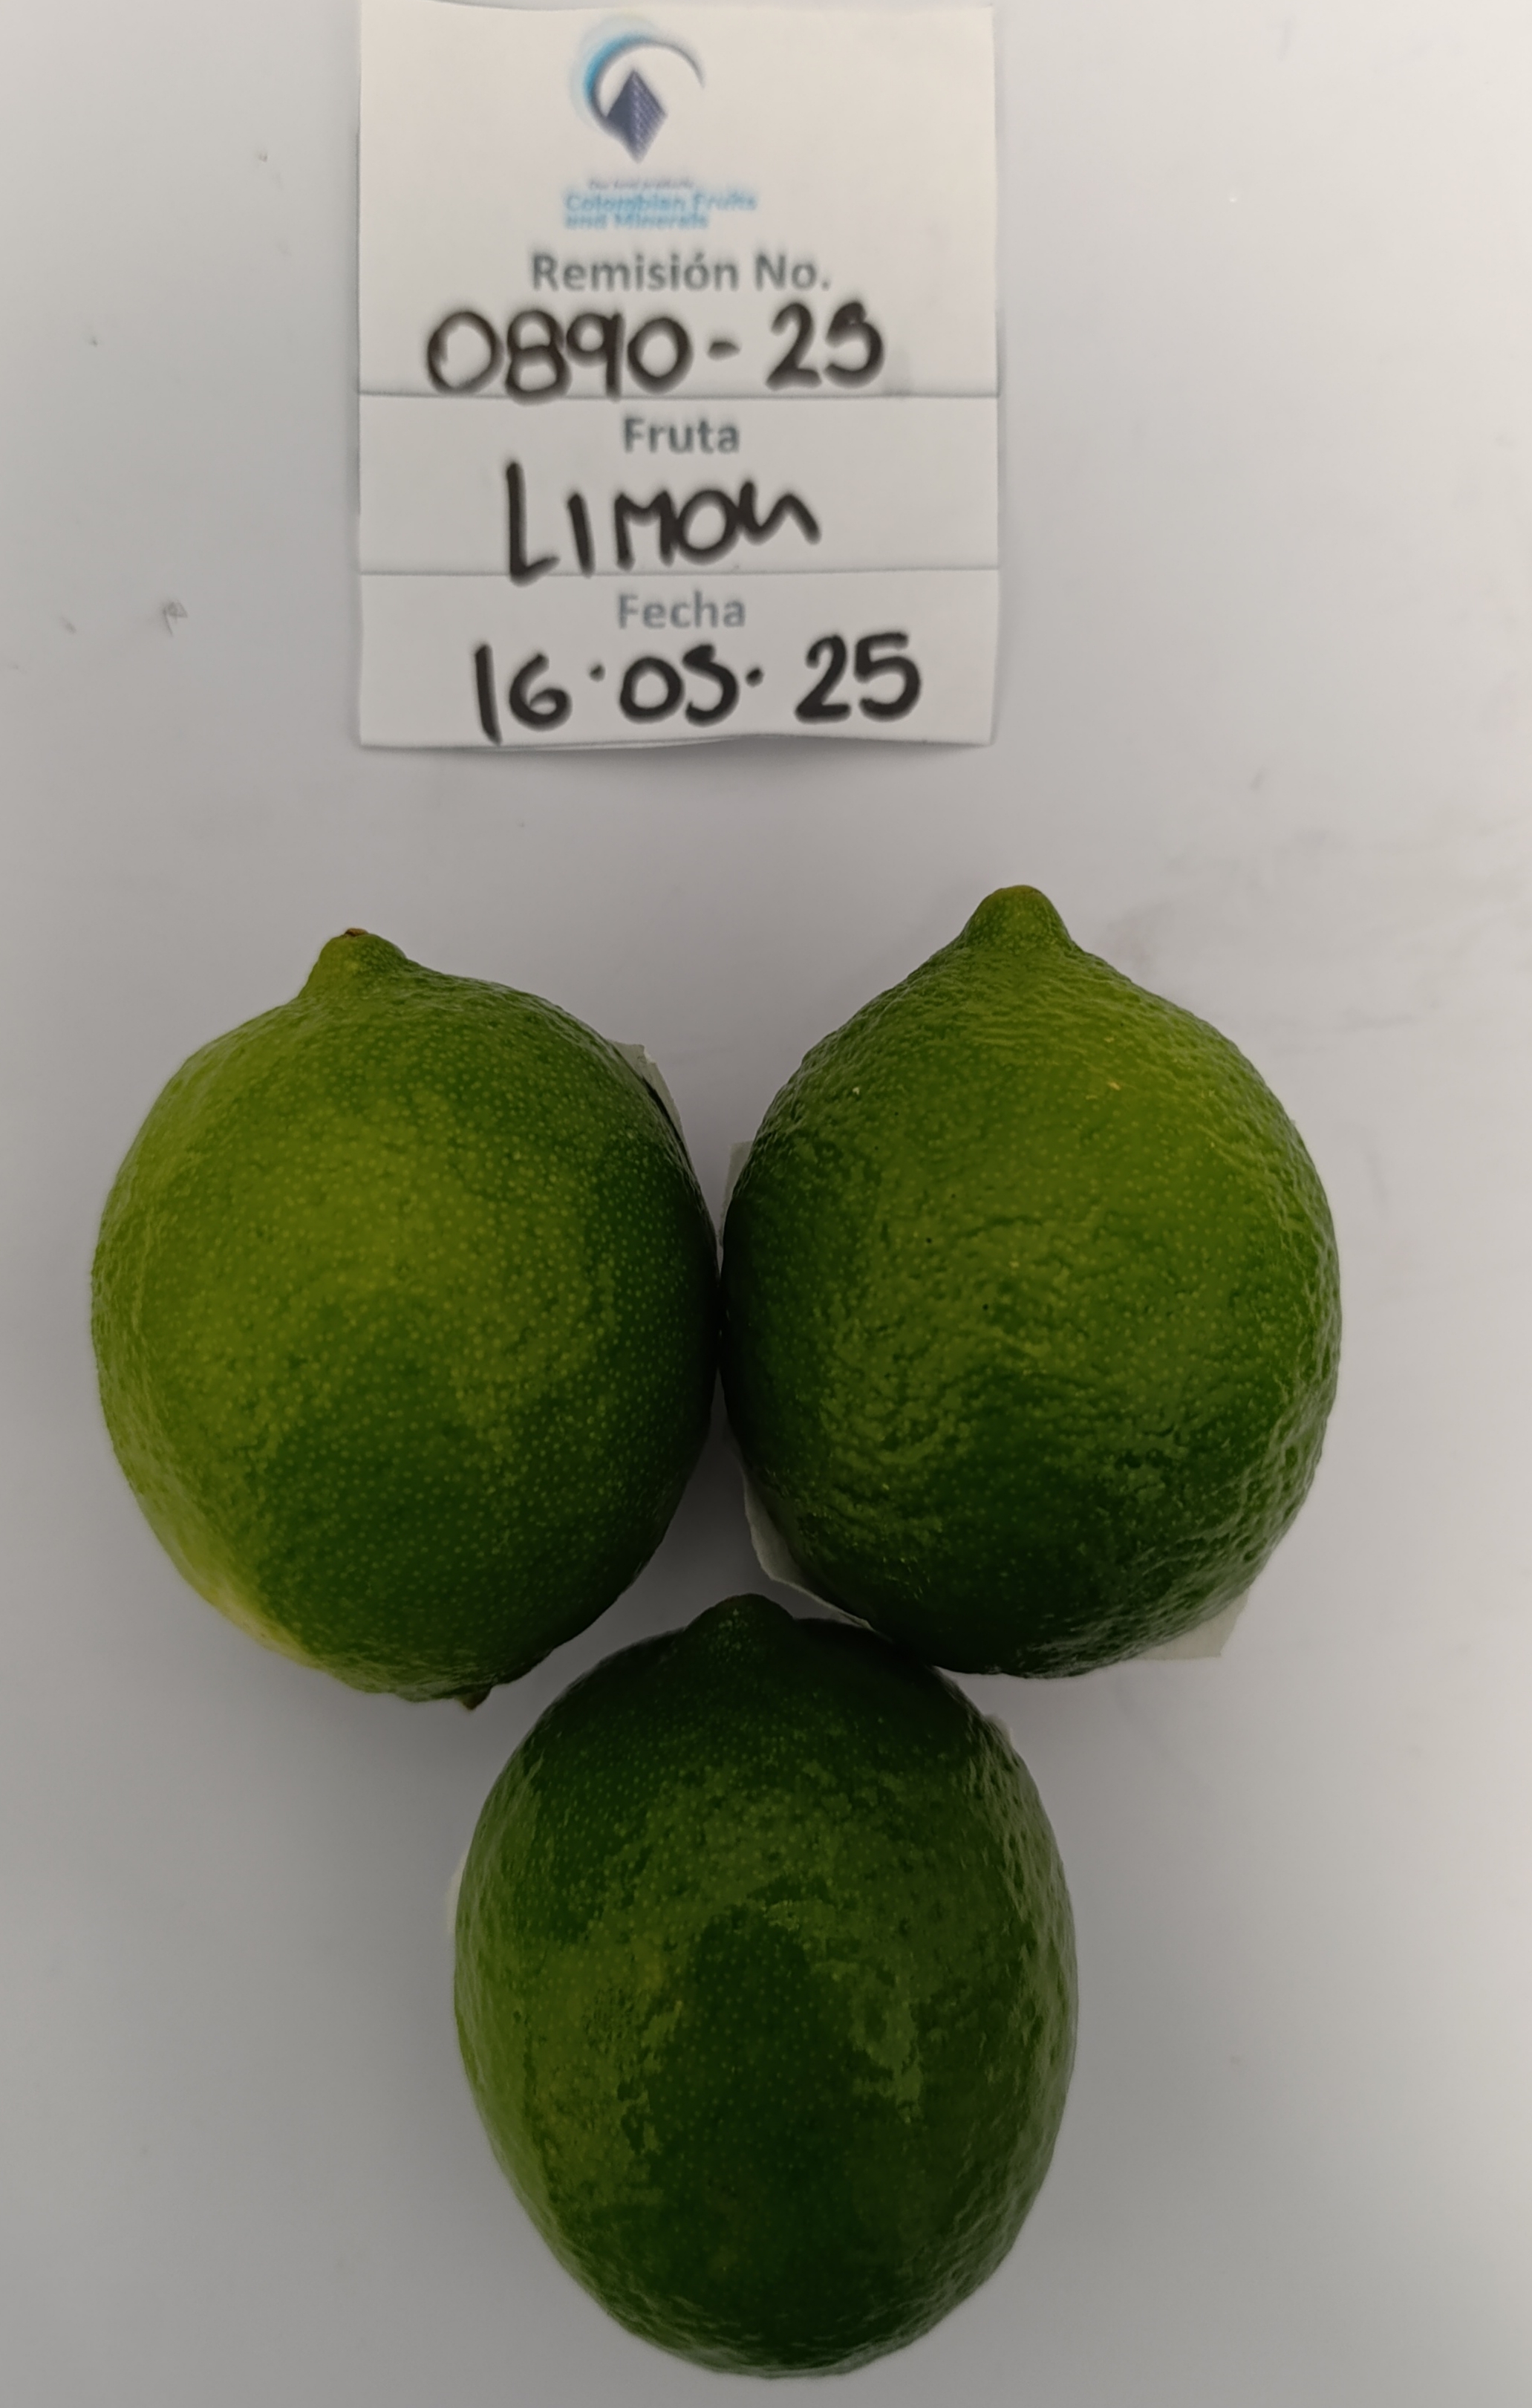 Colombian Fruits
and Minerals
Remisión No.
0890-25
Fruta
LIMON
Fecha
16·05·25